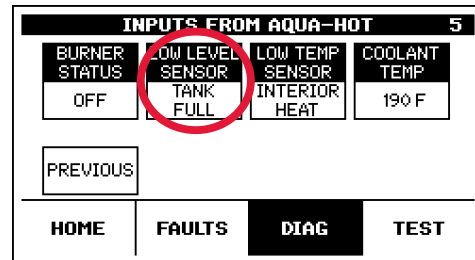 INPUTS FROM AQUA-HOT 5
BURNER STATUS
OFF
LOW LEVEL SENSOR
TANK FULL
LOW TEMP SENSOR
INTERIOR HEAT
COOLANT TEMP
190 F
PREVIOUS
HOME FAULTS DIAG TEST